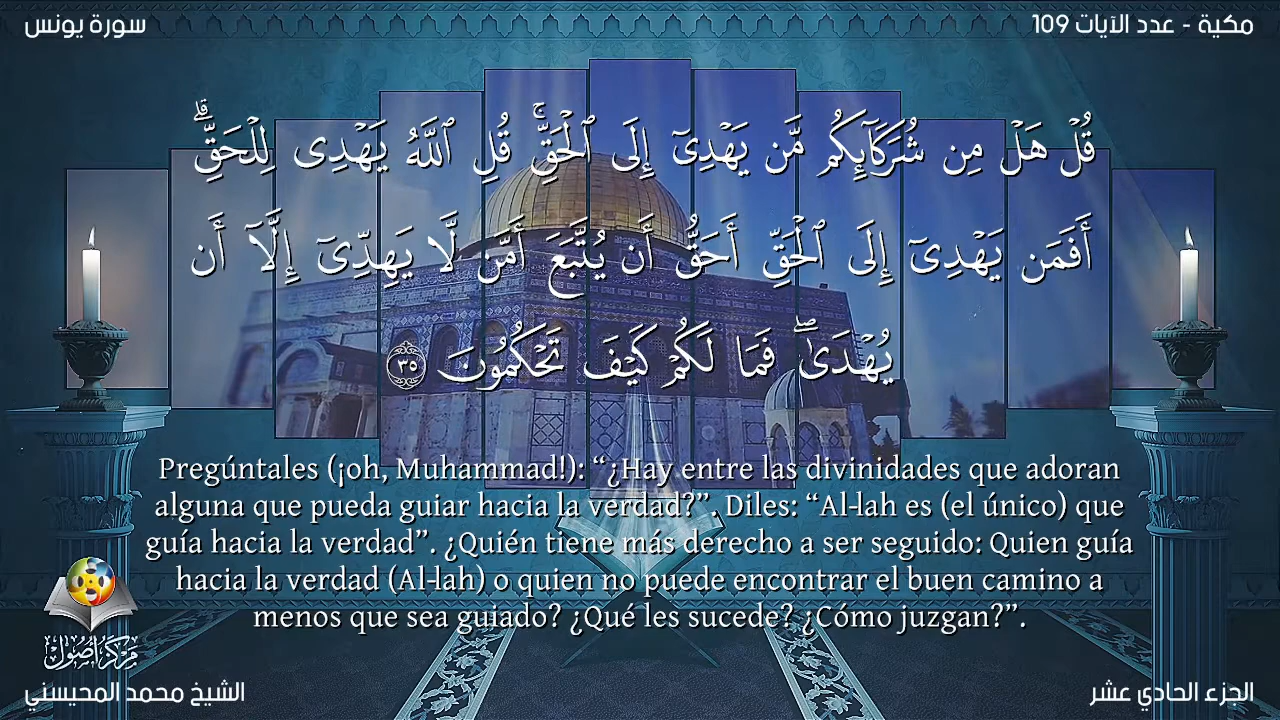 مكية - عدد الآيات 109
سورة يونس
قُلْ هَلْ مِن شُرَكَآئِكُم مَّن يَهْدِىٓ إِلَى ٱلْحَقِّ ۚ قُلِ ٱللَّهُ يَهْدِى لِلْحَقِّ ۗ
أَفَمَن يَهْدِىٓ إِلَى ٱلْحَقِّ أَحَقُّ أَن يُتَّبَعَ أَمَّن لَّا يَهِدِّىٓ إِلَّآ أَن
يُهْدَىٰ ۖ فَمَا لَكُمْ كَيْفَ تَحْكُمُونَ ٣٥
Pregúntales (¡oh, Muhammad!): “¿Hay entre las divinidades que adoran
alguna que pueda guiar hacia la verdad?”. Diles: “Al-lah es (el único) que
guía hacia la verdad”. ¿Quién tiene más derecho a ser seguido: Quien guía
hacia la verdad (Al-lah) o quien no puede encontrar el buen camino a
menos que sea guiado? ¿Qué les sucede? ¿Cómo juzgan?”.
مركز أصول
الجزء الحادي عشر
الشيخ محمد المحيسني